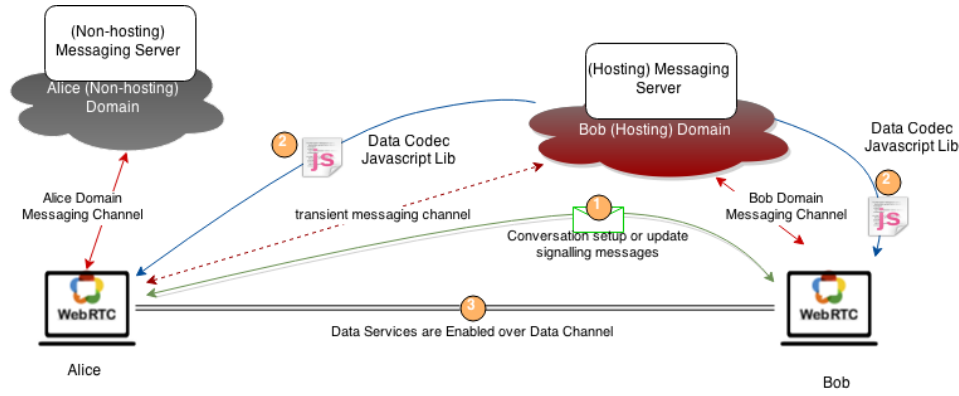 (Non-hosting)
Messaging Server
Alice (Non-hosting)
Domain
(Hosting) Messaging
Server
Bob (Hosting) Domain
2
js
Data Codec
Javascript Lib
Data Codec
Javascript Lib
2
js
Alice Domain
Messaging Channel
transient messaging channel
1
Conversation setup or update
signalling messages
Bob Domain
Messaging Channel
WebRTC
3
WebRTC
Data Services are Enabled over Data Channel
Alice
Bob